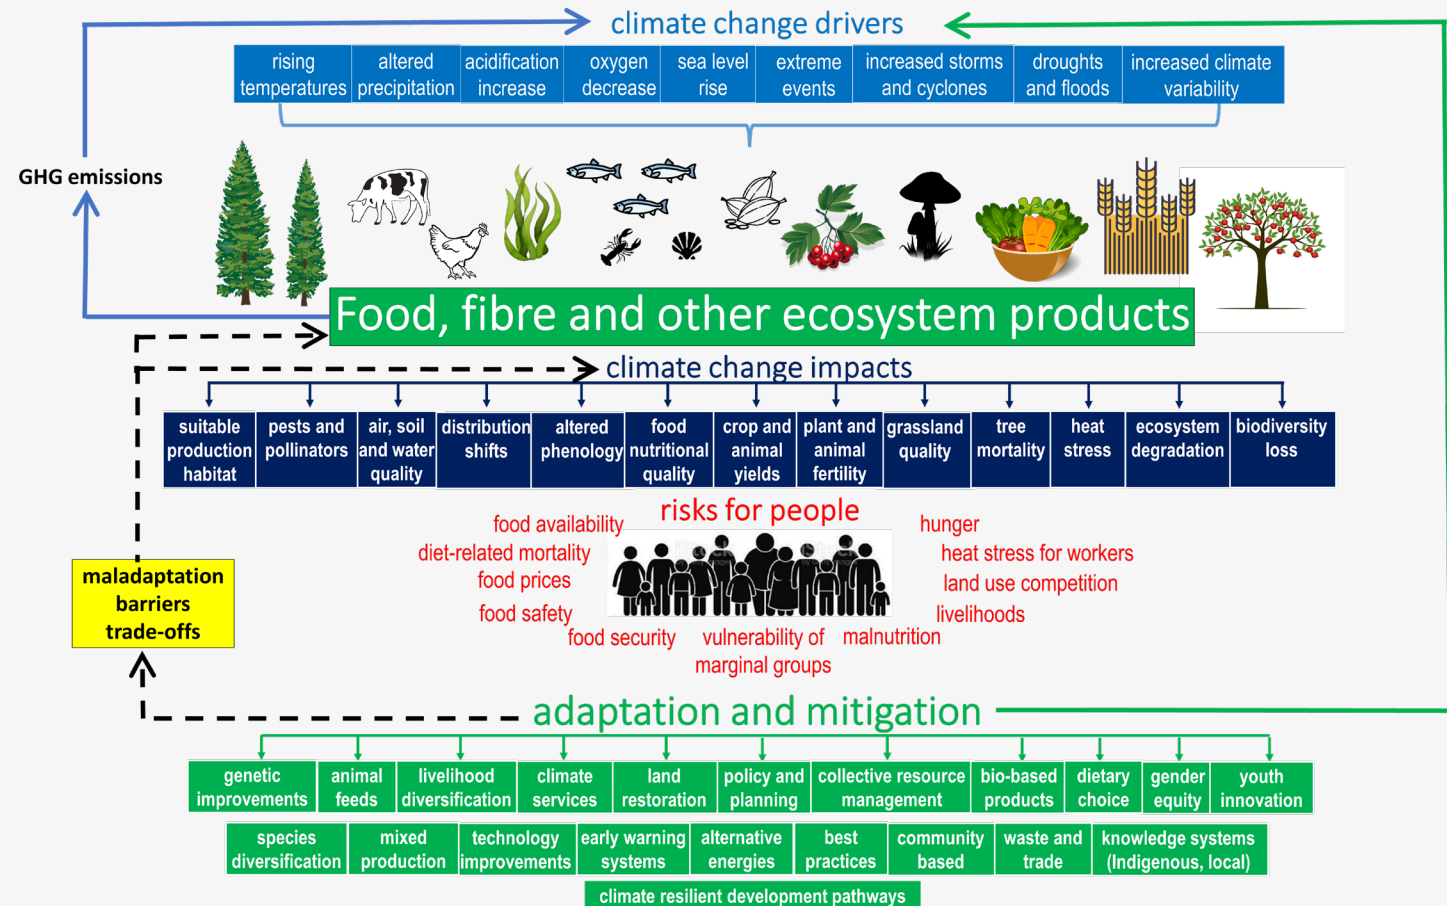 climate change drivers
rising temperatures
altered precipitation
acidification increase
oxygen decrease
sea level rise
extreme events
increased storms and cyclones
droughts and floods
increased climate variability
GHG emissions
Food, fibre and other ecosystem products
climate change impacts
suitable production habitat
pests and pollinators
air, soil and water quality
distribution shifts
altered phenology
food nutritional quality
crop and animal yields
plant and animal fertility
grassland quality
tree mortality
heat stress
ecosystem degradation
biodiversity loss
risks for people
food availability
diet-related mortality
food prices
food safety
food security
vulnerability of marginal groups
malnutrition
hunger
heat stress for workers
land use competition
livelihoods
maladaptation
barriers
trade-offs
adaptation and mitigation
genetic improvements
animal feeds
livelihood diversification
climate services
land restoration
policy and planning
collective resource management
bio-based products
dietary choice
gender equity
youth innovation
species diversification
mixed production
technology improvements
early warning systems
alternative energies
best practices
community based
waste and trade
knowledge systems (Indigenous, local)
climate resilient development pathways